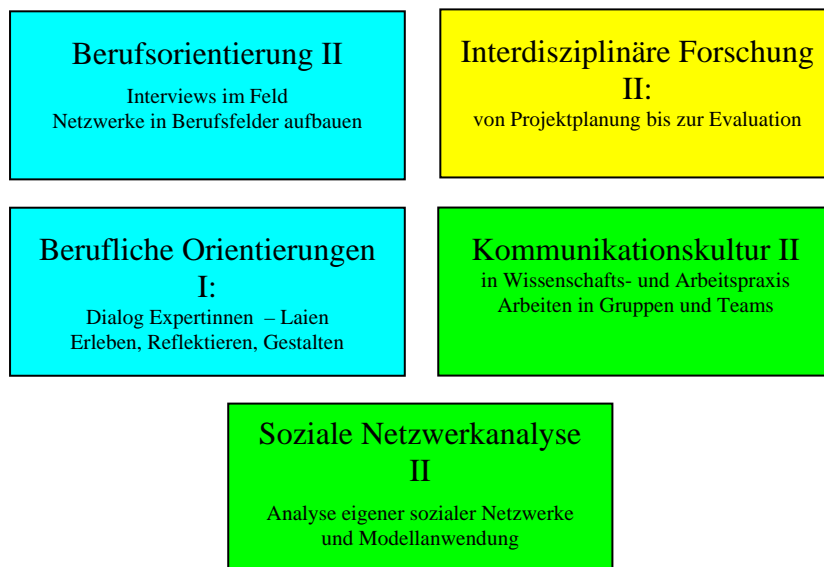 Berufsorientierung II
Interviews im Feld
Netzwerke in Berufsfelder aufbauen
Interdisziplinäre Forschung
II:
von Projektplanung bis zur Evaluation
Berufliche Orientierungen
I:
Dialog Expertinnen – Laien
Erleben, Reflektieren, Gestalten
Kommunikationskultur II
in Wissenschafts- und Arbeitspraxis
Arbeiten in Gruppen und Teams
Soziale Netzwerkanalyse
II
Analyse eigener sozialer Netzwerke
und Modellanwendung